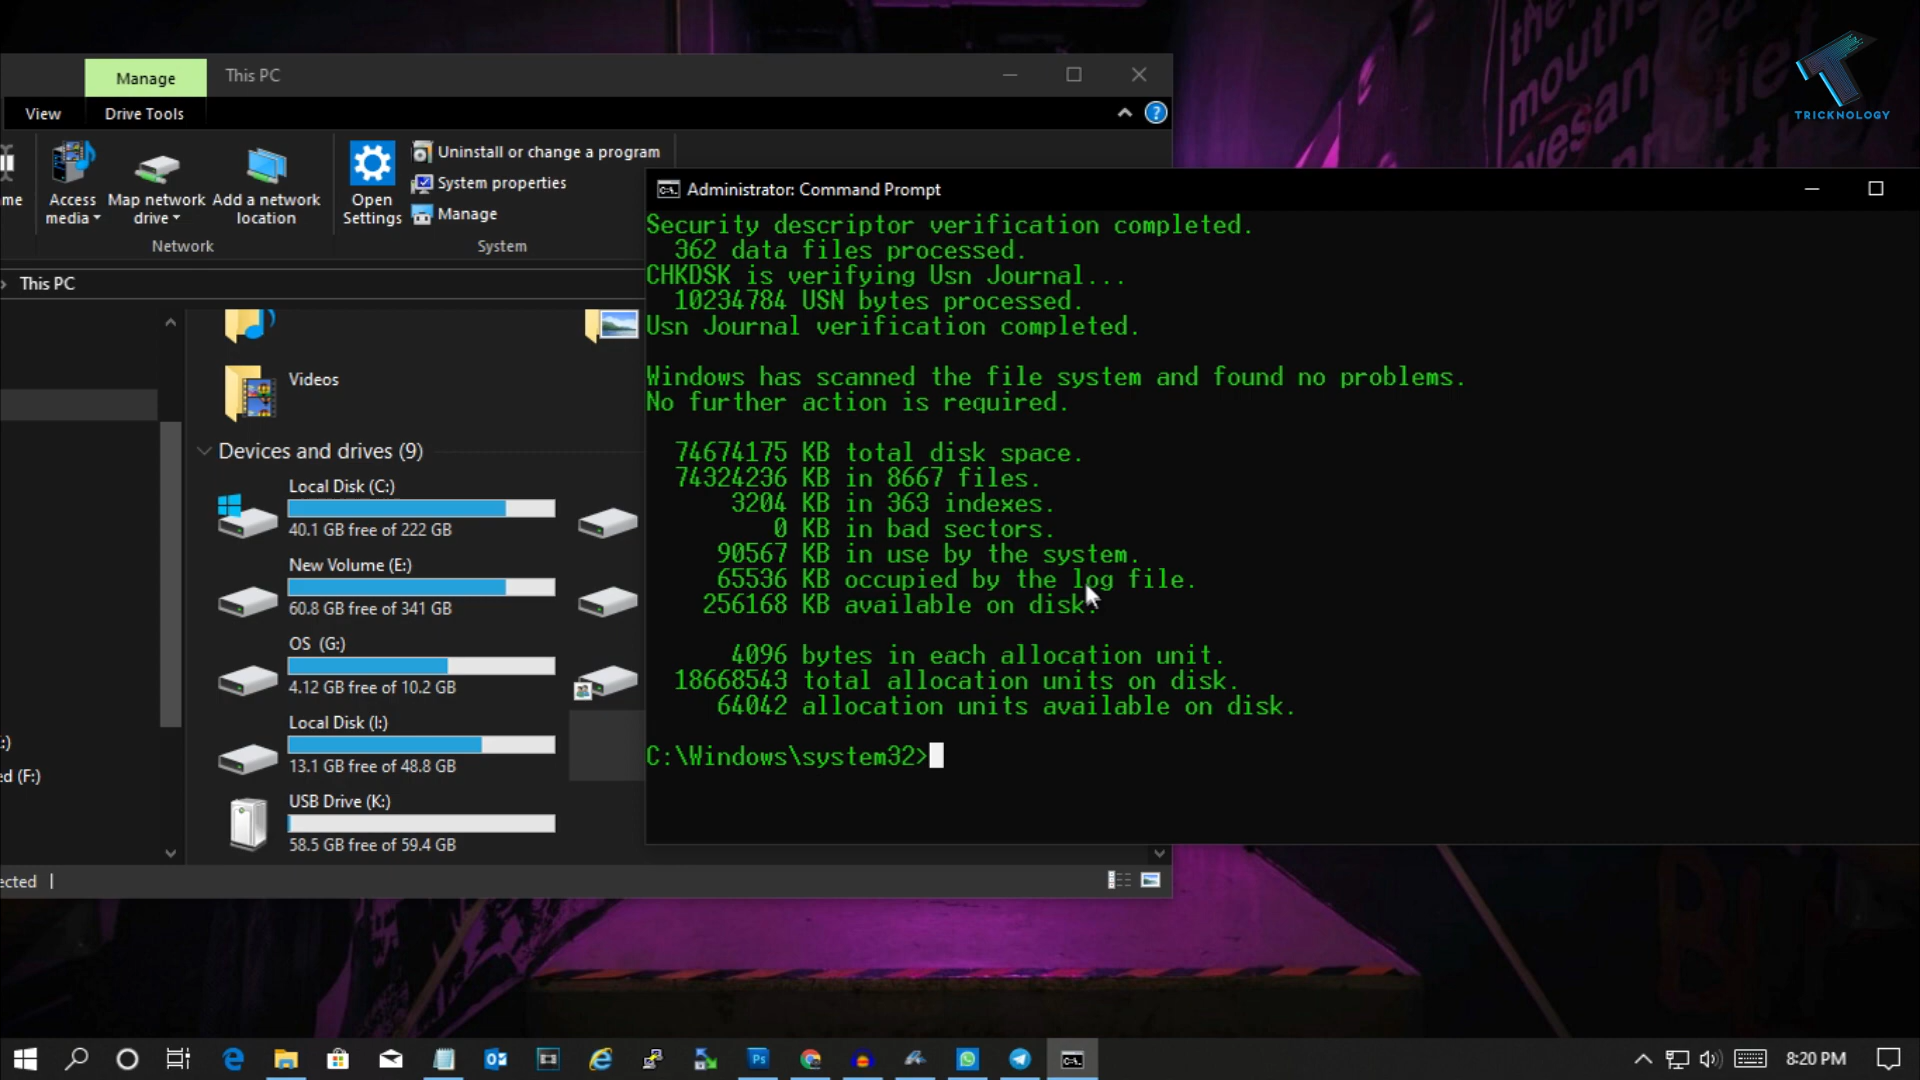 the
mouths
eyes and
TRICKNOLOGY
Manage
This PC
View
Drive Tools
me
Access media
Map network drive
Add a network location
Network
Open Settings
Uninstall or change a program
System properties
Manage
System
This PC
Videos
Devices and drives (9)
Local Disk (C:)
40.1 GB free of 222 GB
New Volume (E:)
60.8 GB free of 341 GB
OS (G:)
4.12 GB free of 10.2 GB
Local Disk (I:)
13.1 GB free of 48.8 GB
USB Drive (K:)
58.5 GB free of 59.4 GB
:)
ed (F:)
ected
Administrator: Command Prompt
Security descriptor verification completed.
362 data files processed.
CHKDSK is verifying Usn Journal...
10234784 USN bytes processed.
Usn Journal verification completed.
Windows has scanned the file system and found no problems.
No further action is required.
74674175 KB total disk space.
74324236 KB in 8667 files.
3204 KB in 363 indexes.
0 KB in bad sectors.
90567 KB in use by the system.
65536 KB occupied by the log file.
256168 KB available on disk.
4096 bytes in each allocation unit.
18668543 total allocation units on disk.
64042 allocation units available on disk.
C:\Windows\system32>
Ps
8:20 PM